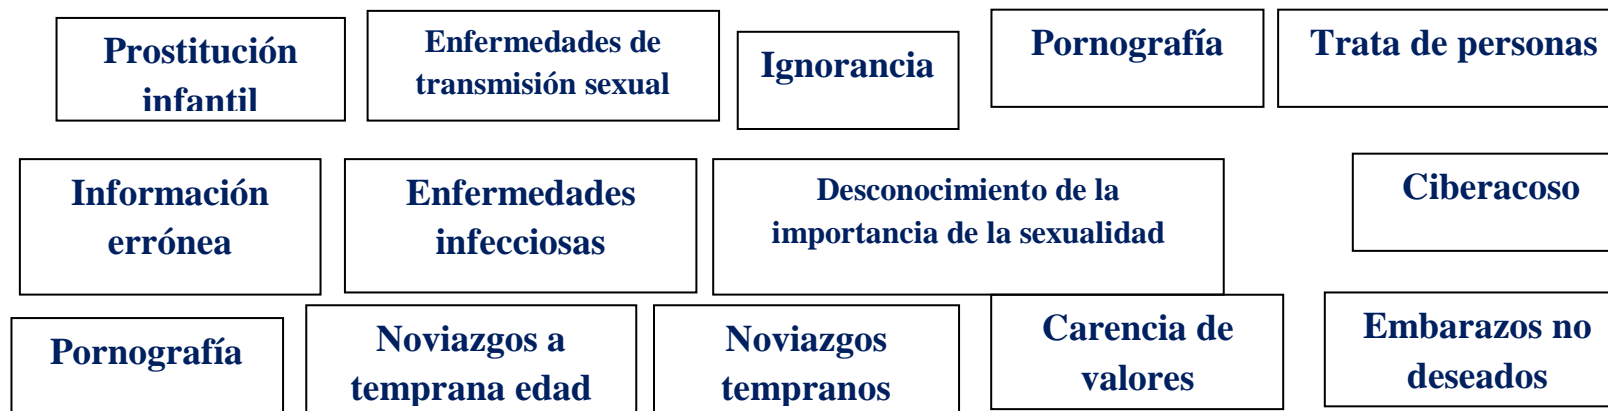 Prostitución
infantil
Enfermedades de
transmisión sexual
Ignorancia
Pornografía
Trata de personas
Información
errónea
Enfermedades
infecciosas
Desconocimiento de la
importancia de la sexualidad
Ciberacoso
Pornografía
Noviazgos a
temprana edad
Noviazgos
tempranos
Carencia de
valores
Embarazos no
deseados